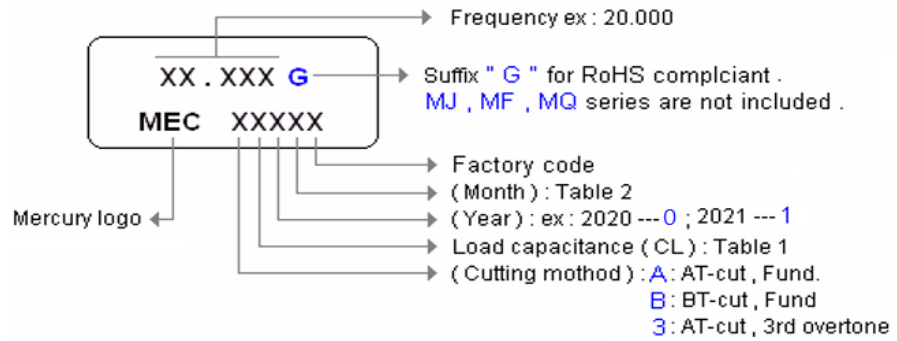 Frequency ex : 20.000
XX . XXX G
Suffix " G " for RoHS complciant .
MJ , MF , MQ series are not included .
MEC XXXXX
Factory code
( Month ) : Table 2
Mercury logo
( Year ) : ex : 2020 --- 0 ; 2021 --- 1
Load capacitance ( CL ) : Table 1
( Cutting mothod ) : A : AT-cut , Fund.
B : BT-cut , Fund
3 : AT-cut , 3rd overtone